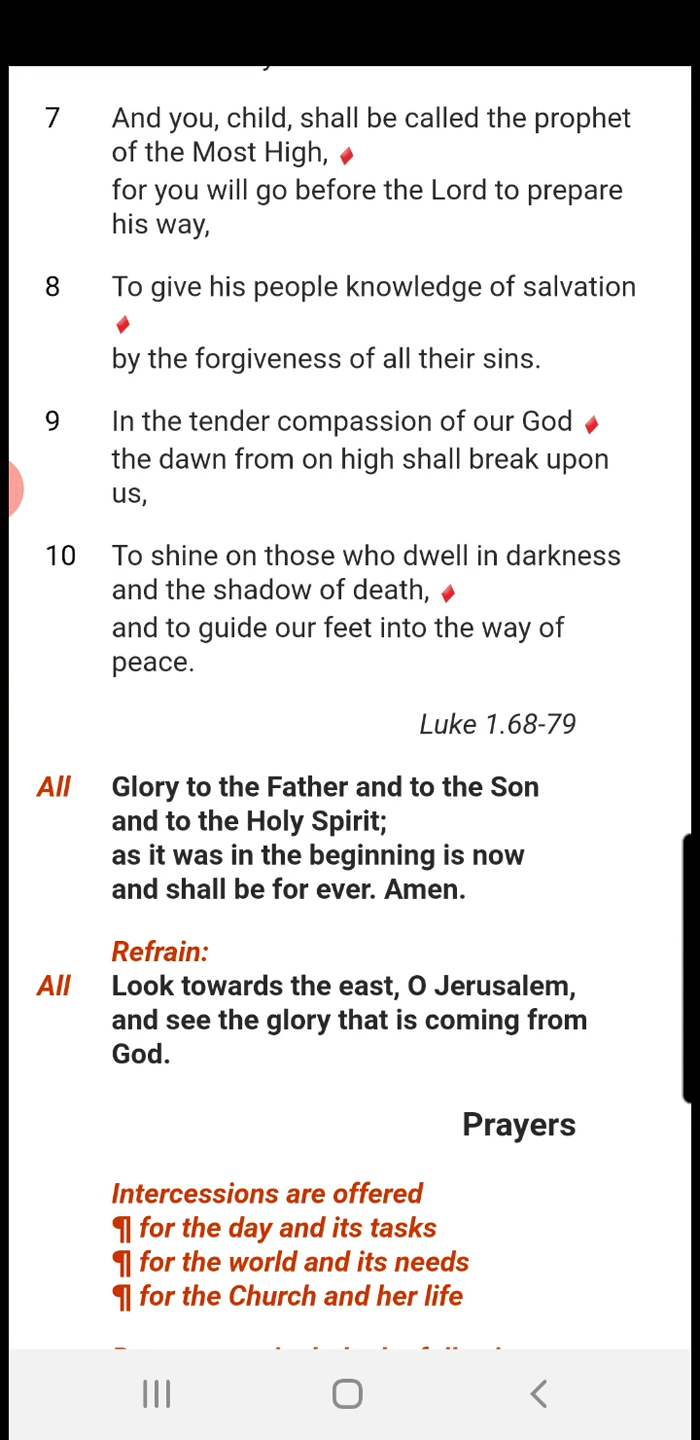 7 And you, child, shall be called the prophet
of the Most High, ♦
for you will go before the Lord to prepare
his way,
8 To give his people knowledge of salvation
♦
by the forgiveness of all their sins.
9 In the tender compassion of our God ♦
the dawn from on high shall break upon
us,
10 To shine on those who dwell in darkness
and the shadow of death, ♦
and to guide our feet into the way of
peace.
Luke 1.68-79
All Glory to the Father and to the Son
and to the Holy Spirit;
as it was in the beginning is now
and shall be for ever. Amen.
Refrain:
All Look towards the east, O Jerusalem,
and see the glory that is coming from
God.
Prayers
Intercessions are offered
¶ for the day and its tasks
¶ for the world and its needs
¶ for the Church and her life